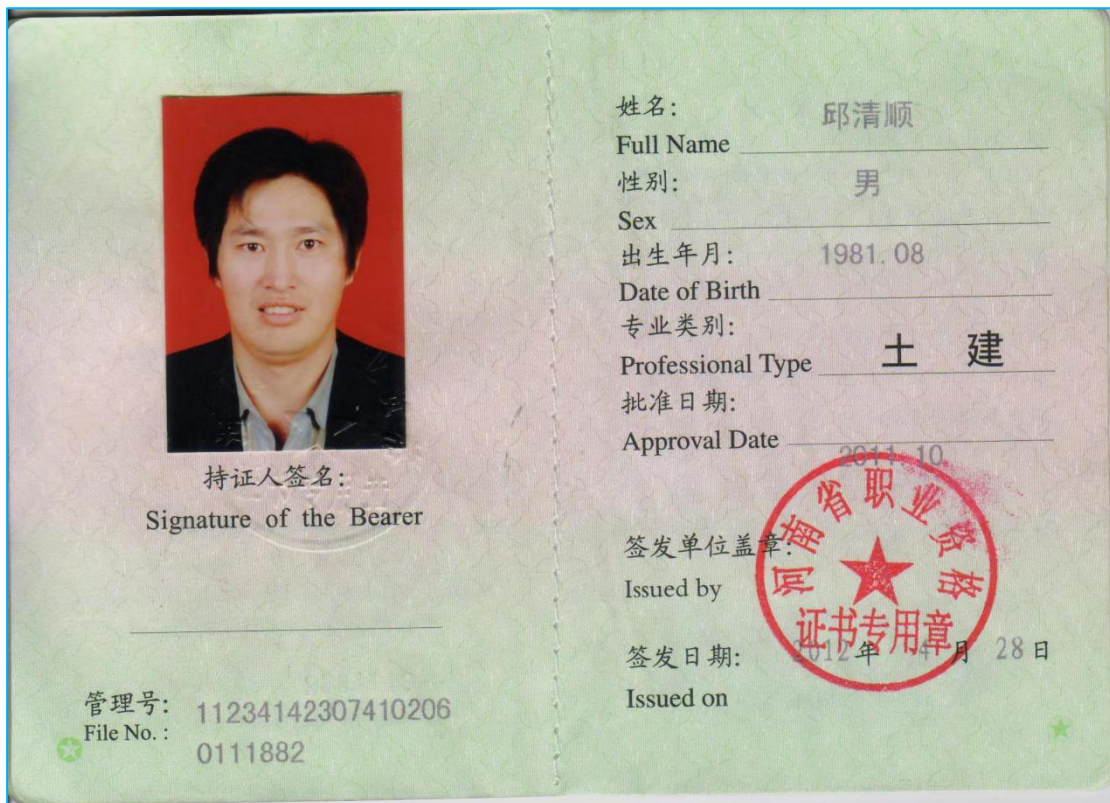 持证人签名:
Signature of the Bearer
管理号:
File No. :
11234142307410206
0111882
姓名:
邱清顺
Full Name
性别:
男
Sex
出生年月:
1981.08
Date of Birth
专业类别:
土 建
Professional Type
批准日期:
Approval Date
2011.10
签发单位盖章:
Issued by
河南省职业资格
证书专用章
签发日期:
2012年 4月 28日
Issued on